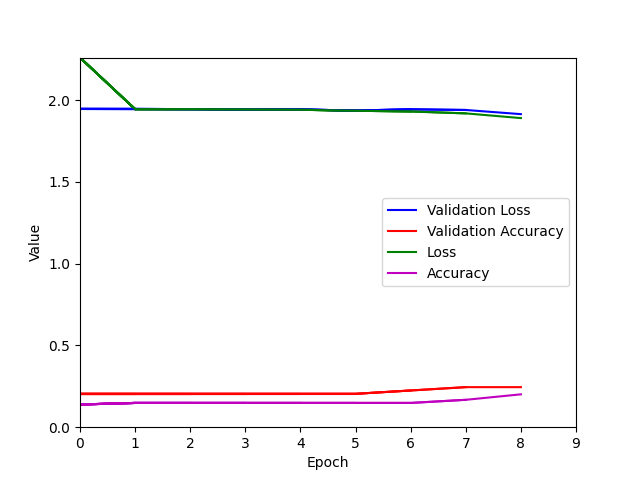 2.0
1.5
1.0
0.5
0.0
Value
0 1 2 3 4 5 6 7 8 9
Epoch
Validation Loss
Validation Accuracy
Loss
Accuracy